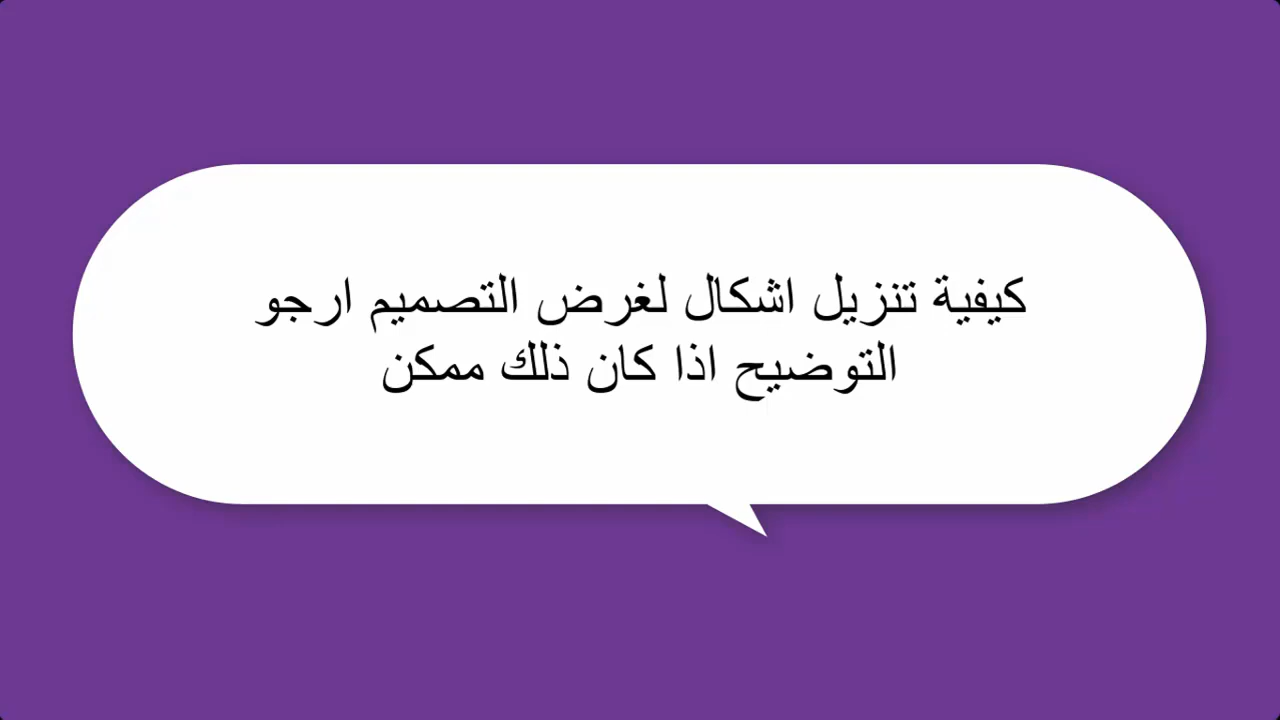 كيفية تنزيل اشكال لغرض التصميم ارجو
التوضيح اذا كان ذلك ممكن